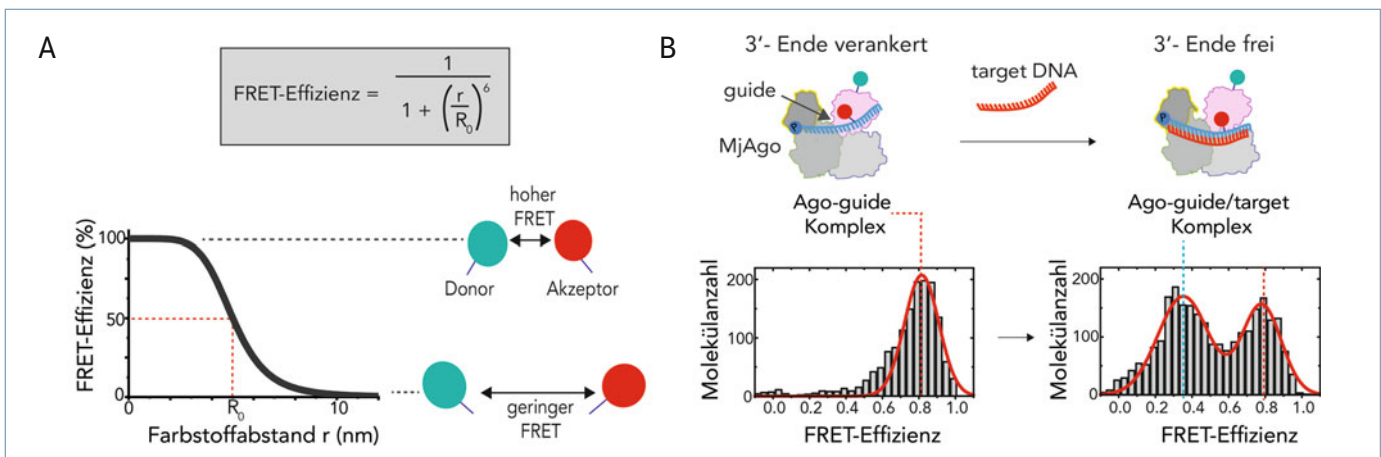 A
FRET-Effizienz = 1 / 1 + (r/R₀)⁶
FRET-Effizienz (%)
100
50
0
0
R₀
10
Farbstoffabstand r (nm)
hoher
FRET
Donor
Akzeptor
geringer
FRET
B
3‘- Ende verankert
guide
P
MjAgo
target DNA
3‘- Ende frei
P
Ago-guide
Komplex
Ago-guide/target
Komplex
Molekülanzahl
200
100
0
0.0 0.2 0.4 0.6 0.8 1.0
FRET-Effizienz
Molekülanzahl
200
100
0
0.0 0.2 0.4 0.6 0.8 1.0
FRET-Effizienz